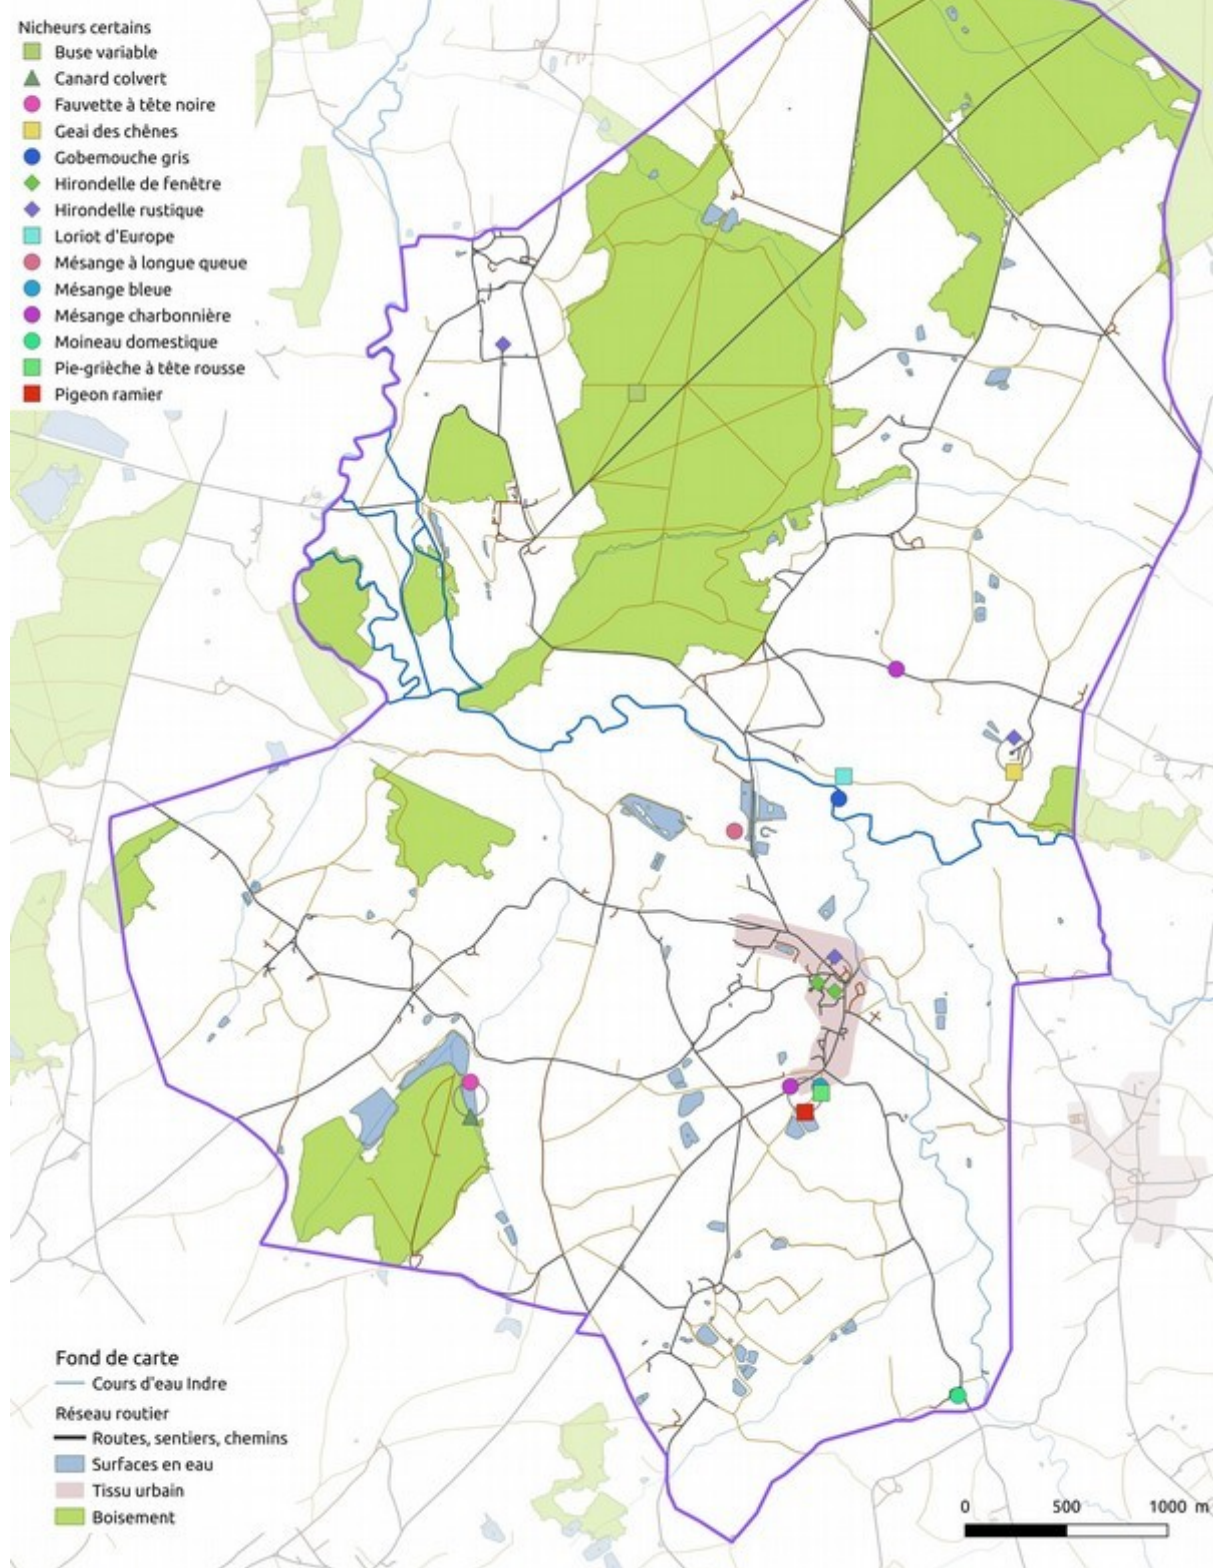 Nicheurs certains
Buse variable
Canard colvert
Fauvette à tête noire
Geai des chênes
Gobemouche gris
Hirondelle de fenêtre
Hirondelle rustique
Loriot d'Europe
Mésange à longue queue
Mésange bleue
Mésange charbonnière
Moineau domestique
Pie-grièche à tête rousse
Pigeon ramier
Fond de carte
Cours d'eau Indre
Réseau routier
Routes, sentiers, chemins
Surfaces en eau
Tissu urbain
Boisement
0 500 1000 m